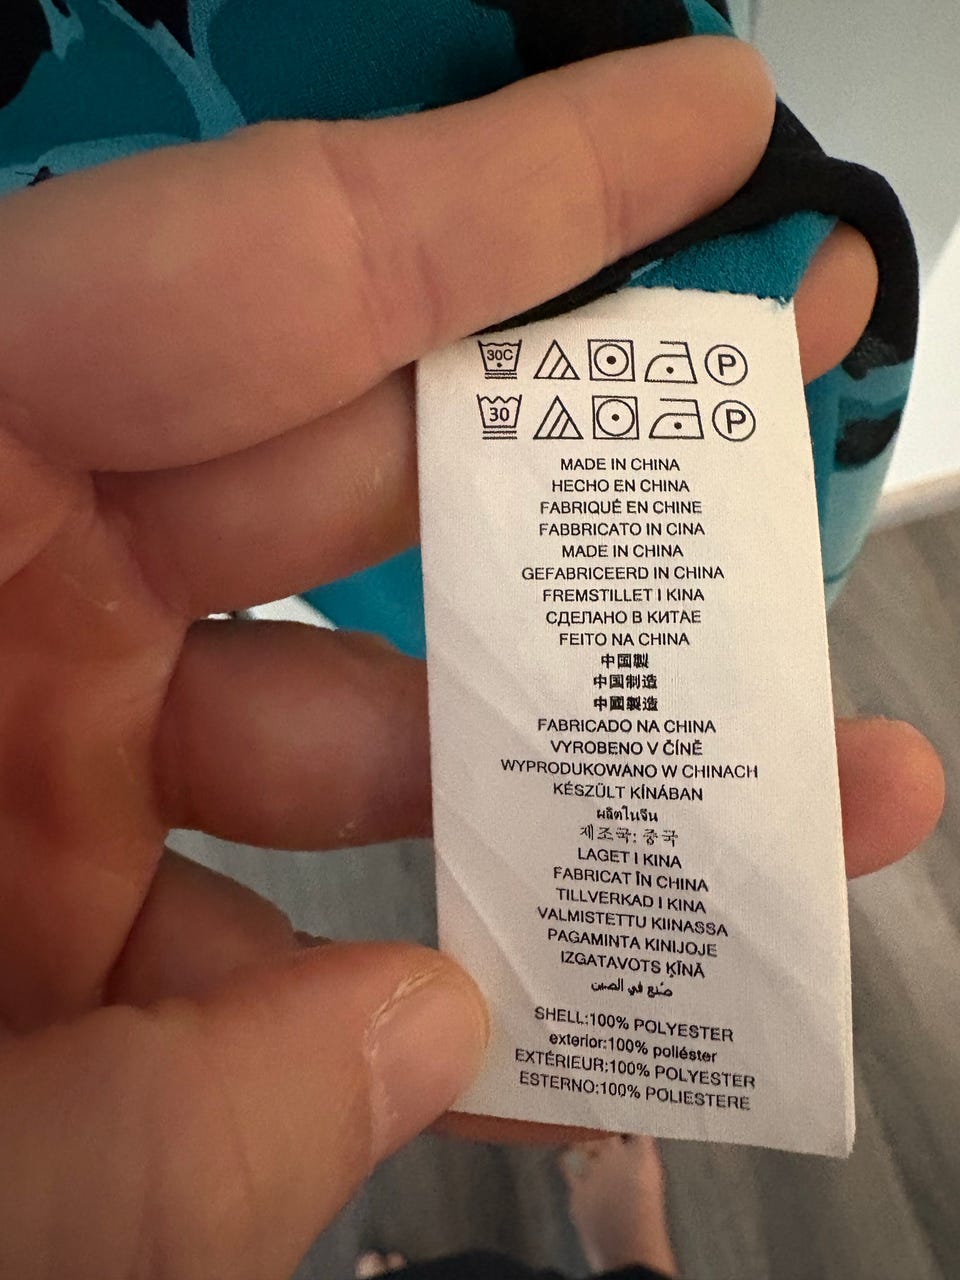 30C P
30 P
MADE IN CHINA
HECHO EN CHINA
FABRIQUÉ EN CHINE
FABBRICATO IN CINA
MADE IN CHINA
GEFABRICEERD IN CHINA
FREMSTILLET I KINA
СДЕЛАНО В КИТАЕ
FEITO NA CHINA
中国製
中国制造
中國製造
FABRICADO NA CHINA
VYROBENO V ČÍNĚ
WYPRODUKOWANO W CHINACH
KÉSZÜLT KÍNÁBAN
ผลิตในจีน
제조국: 중국
LAGET I KINA
FABRICAT ÎN CHINA
TILLVERKAD I KINA
VALMISTETTU KIINASSA
PAGAMINTA KINIJOJE
IZGATAVOTS ĶĪNĀ
صُنع في الصين
SHELL:100% POLYESTER
exterior:100% poliéster
EXTÉRIEUR:100% POLYESTER
ESTERNO:100% POLIESTERE